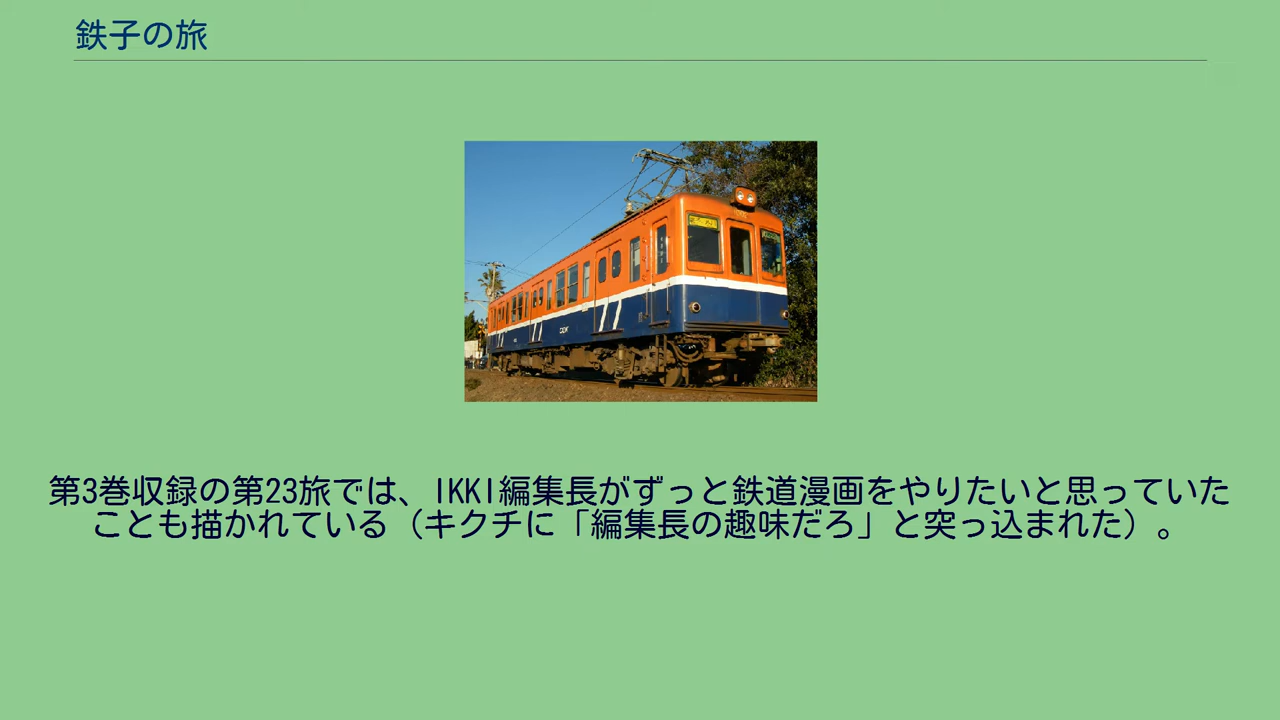 鉄子の旅
第3巻収録の第23旅では、IKKI編集長がずっと鉄道漫画をやりたいと思っていた
ことも描かれている（キクチに「編集長の趣味だろ」と突っ込まれた）。